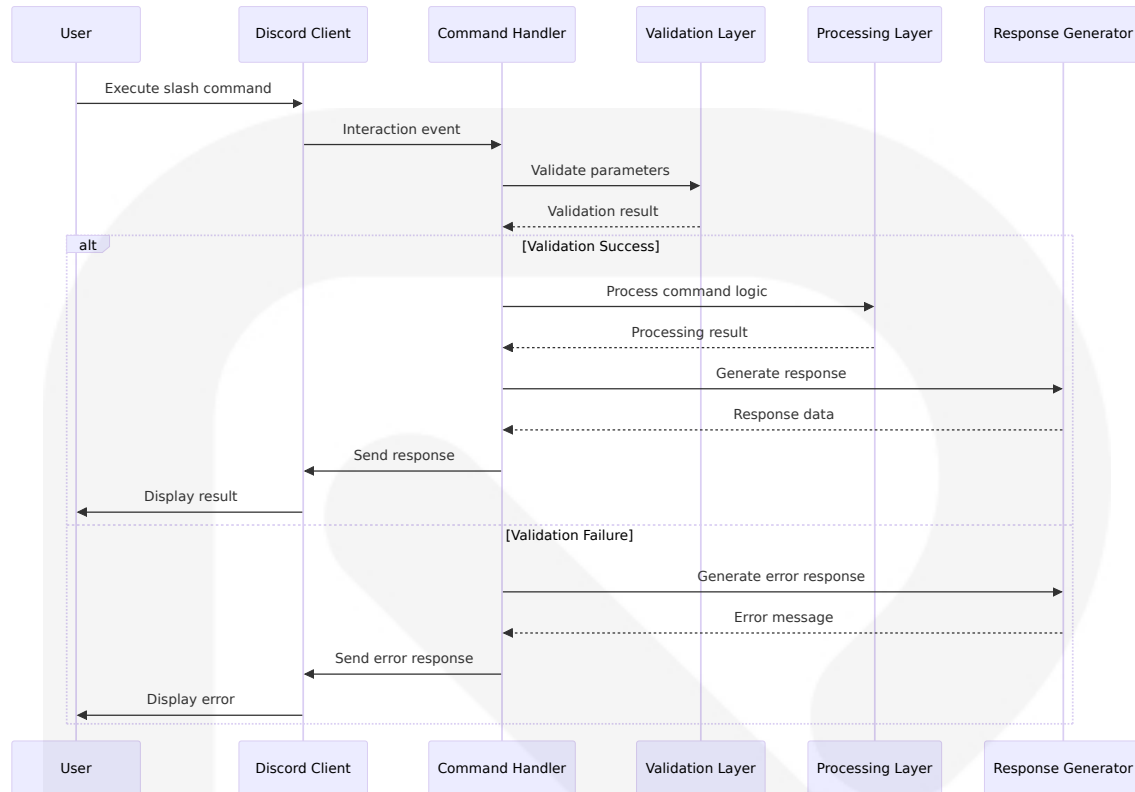 User
Discord Client
Command Handler
Validation Layer
Processing Layer
Response Generator
Execute slash command
Interaction event
Validate parameters
Validation result
alt
[Validation Success]
Process command logic
Processing result
Generate response
Response data
Send response
Display result
[Validation Failure]
Generate error response
Error message
Send error response
Display error
User
Discord Client
Command Handler
Validation Layer
Processing Layer
Response Generator